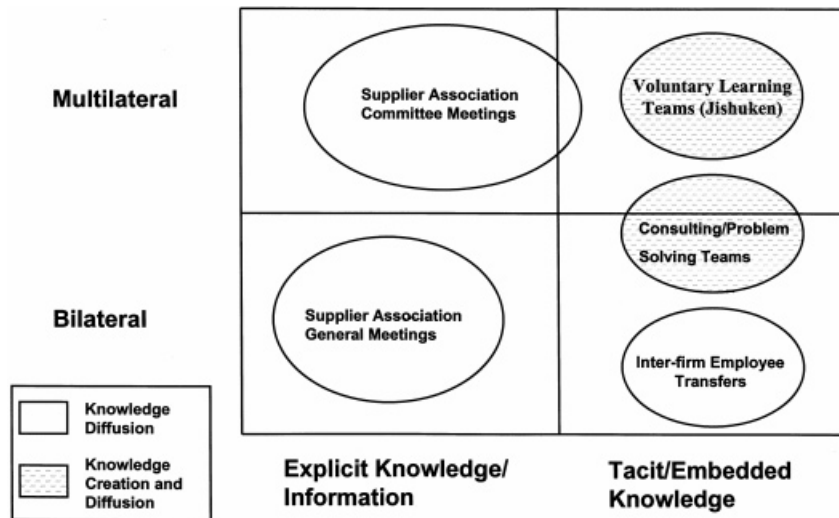 Multilateral
Supplier Association
Committee Meetings
Voluntary Learning
Teams (Jishuken)
Consulting/Problem
Solving Teams
Bilateral
Supplier Association
General Meetings
Inter-firm Employee
Transfers
Knowledge
Diffusion
Knowledge
Creation and
Diffusion
Explicit Knowledge/
Information
Tacit/Embedded
Knowledge